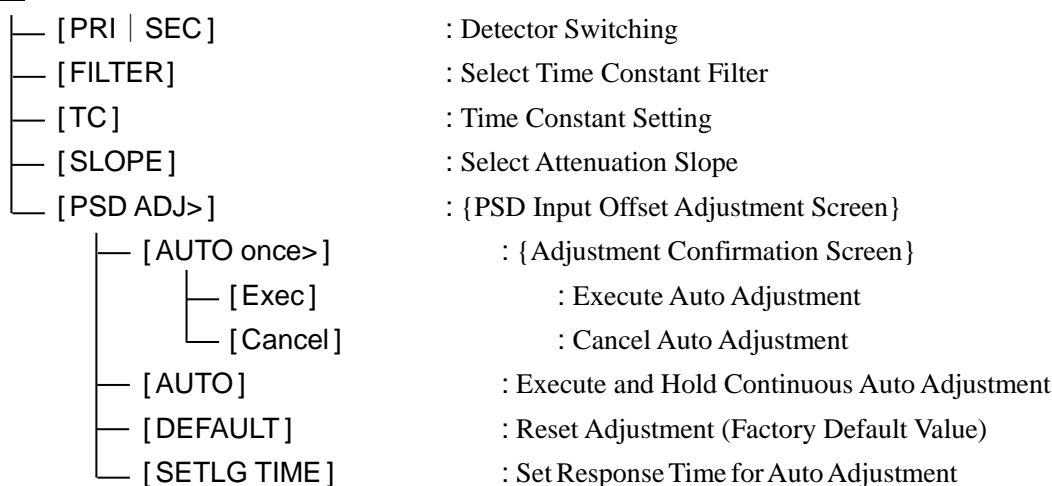 [PRI｜SEC] : Detector Switching
[FILTER] : Select Time Constant Filter
[TC] : Time Constant Setting
[SLOPE] : Select Attenuation Slope
[PSD ADJ>] : {PSD Input Offset Adjustment Screen}
[AUTO once>] : {Adjustment Confirmation Screen}
[Exec] : Execute Auto Adjustment
[Cancel] : Cancel Auto Adjustment
[AUTO] : Execute and Hold Continuous Auto Adjustment
[DEFAULT] : Reset Adjustment (Factory Default Value)
[SETLG TIME] : Set Response Time for Auto Adjustment